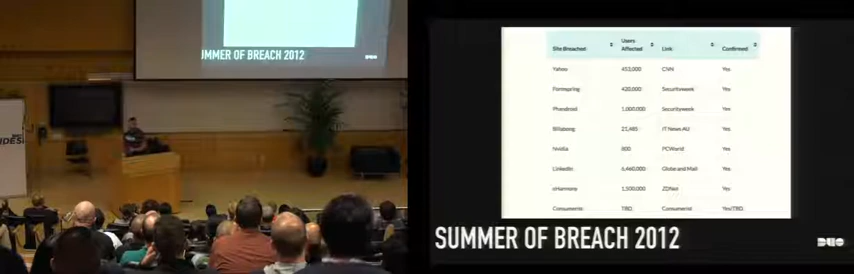 UMMER OF BREACH 2012
DUO
IDESI
Site Breached: Users Affected Link: Confirmed:
Yahoo 453,000 CNN Yes
Formspring 420,000 Securityweek Yes
Phandroid 1,000,000 Securityweek Yes
Billabong 21,485 IT News AU Yes
Nvidia 800 PCWorld Yes
LinkedIn 6,460,000 Globe and Mail Yes
eHarmony 1,500,000 ZDNet Yes
Consumerist TBD Consumerist Yes/TBD
SUMMER OF BREACH 2012
DUO